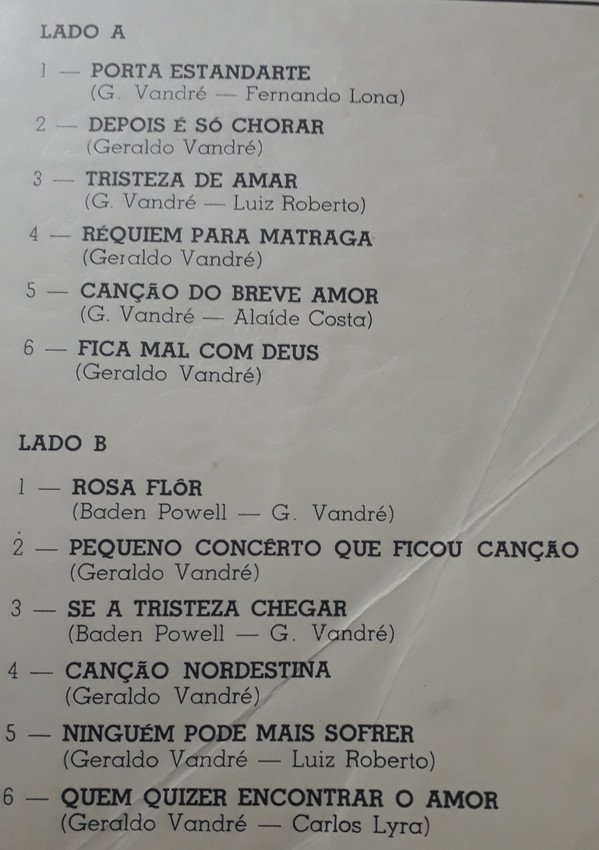 LADO A
1 — PORTA ESTANDARTE
(G. Vandré — Fernando Lona)
2 — DEPOIS É SÓ CHORAR
(Geraldo Vandré)
3 — TRISTEZA DE AMAR
(G. Vandré — Luiz Roberto)
4 — RÉQUIEM PARA MATRAGA
(Geraldo Vandré)
5 — CANÇÃO DO BREVE AMOR
(G. Vandré — Alaíde Costa)
6 — FICA MAL COM DEUS
(Geraldo Vandré)
LADO B
1 — ROSA FLÔR
(Baden Powell — G. Vandré)
2 — PEQUENO CONCÊRTO QUE FICOU CANÇÃO
(Geraldo Vandré)
3 — SE A TRISTEZA CHEGAR
(Baden Powell — G. Vandré)
4 — CANÇÃO NORDESTINA
(Geraldo Vandré)
5 — NINGUÉM PODE MAIS SOFRER
(Geraldo Vandré — Luiz Roberto)
6 — QUEM QUIZER ENCONTRAR O AMOR
(Geraldo Vandré — Carlos Lyra)